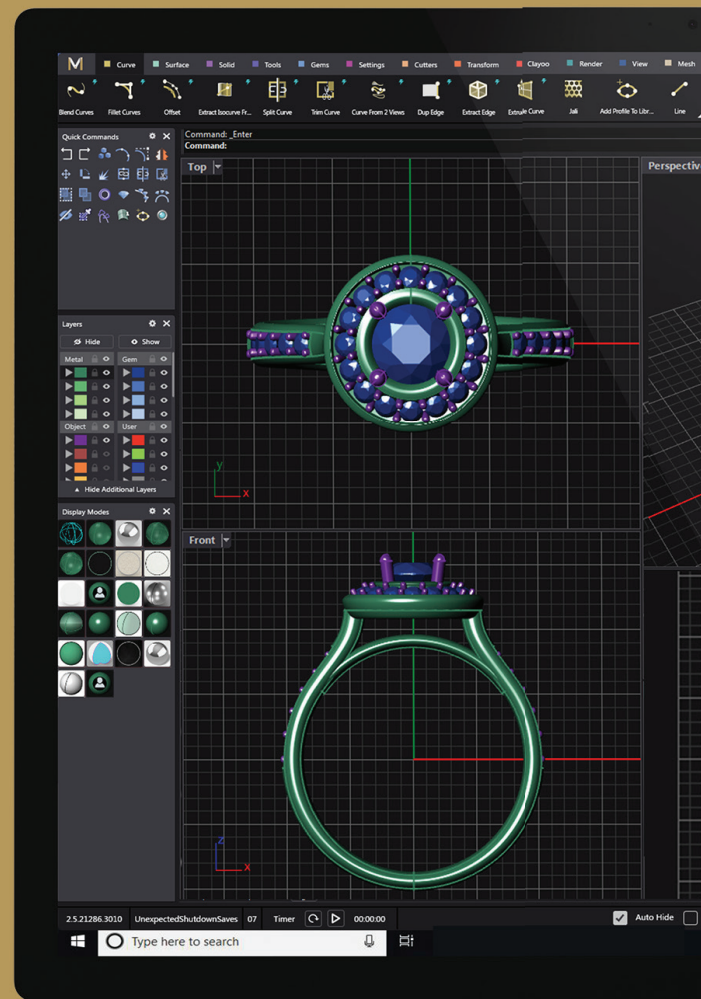 M
Curve Surface Solid Tools Gems Settings Cutters Transform Clayoo Render View Mesh
Blend Curves Fillet Curves Offset Extract Isocurve Fr... Split Curve Trim Curve Curve From 2 Views Dup Edge Extract Edge Extrude Curve Jali Add Profile To Libr... Line
Quick Commands
Command: _Enter
Command:
Top
Perspectiv
Layers
Hide Show
Metal Gem
Object User
Hide Additional Layers
y
x
Display Modes
Front
z
x
2.5.21286.3010 UnexpectedShutdownSaves 07 Timer 00:00:00 Auto Hide
Type here to search